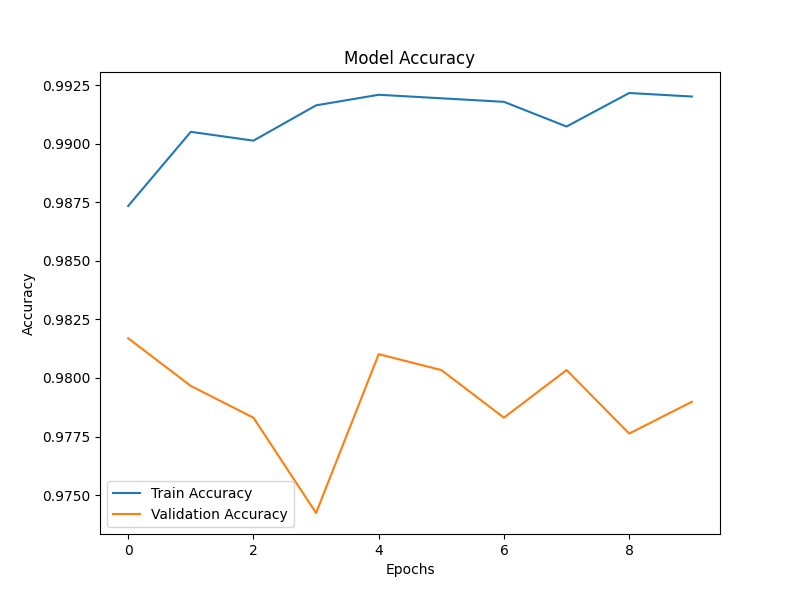 Model Accuracy
0.9925
0.9900
0.9875
0.9850
0.9825
0.9800
0.9775
0.9750
Accuracy
Train Accuracy
Validation Accuracy
0 2 4 6 8
Epochs